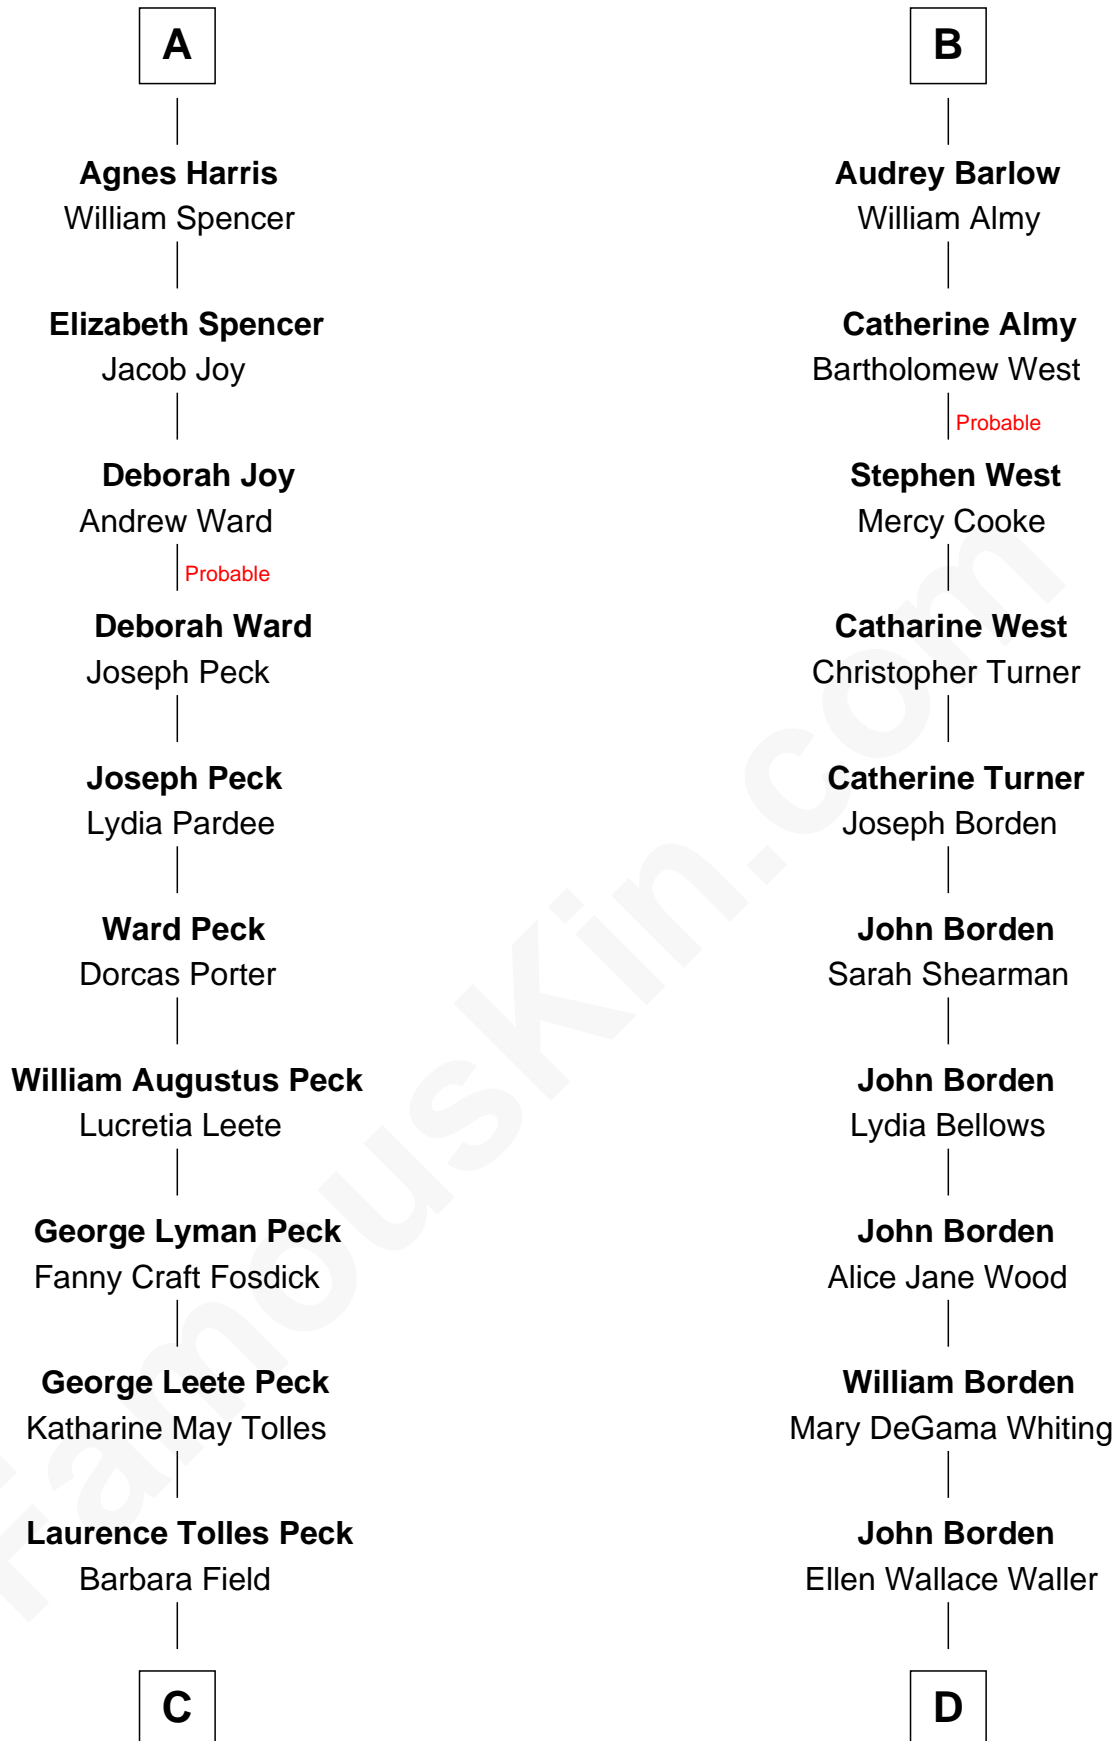 A
Agnes Harris
William Spencer
Elizabeth Spencer
Jacob Joy
Deborah Joy
Andrew Ward
Probable
Deborah Ward
Joseph Peck
Joseph Peck
Lydia Pardee
Ward Peck
Dorcas Porter
William Augustus Peck
Lucretia Leete
George Lyman Peck
Fanny Craft Fosdick
George Leete Peck
Katharine May Tolles
Laurence Tolles Peck
Barbara Field
C
B
Audrey Barlow
William Almy
Catherine Almy
Bartholomew West
Probable
Stephen West
Mercy Cooke
Catharine West
Christopher Turner
Catherine Turner
Joseph Borden
John Borden
Sarah Shearman
John Borden
Lydia Bellows
John Borden
Alice Jane Wood
William Borden
Mary DeGama Whiting
John Borden
Ellen Wallace Waller
D
FamousKin.com